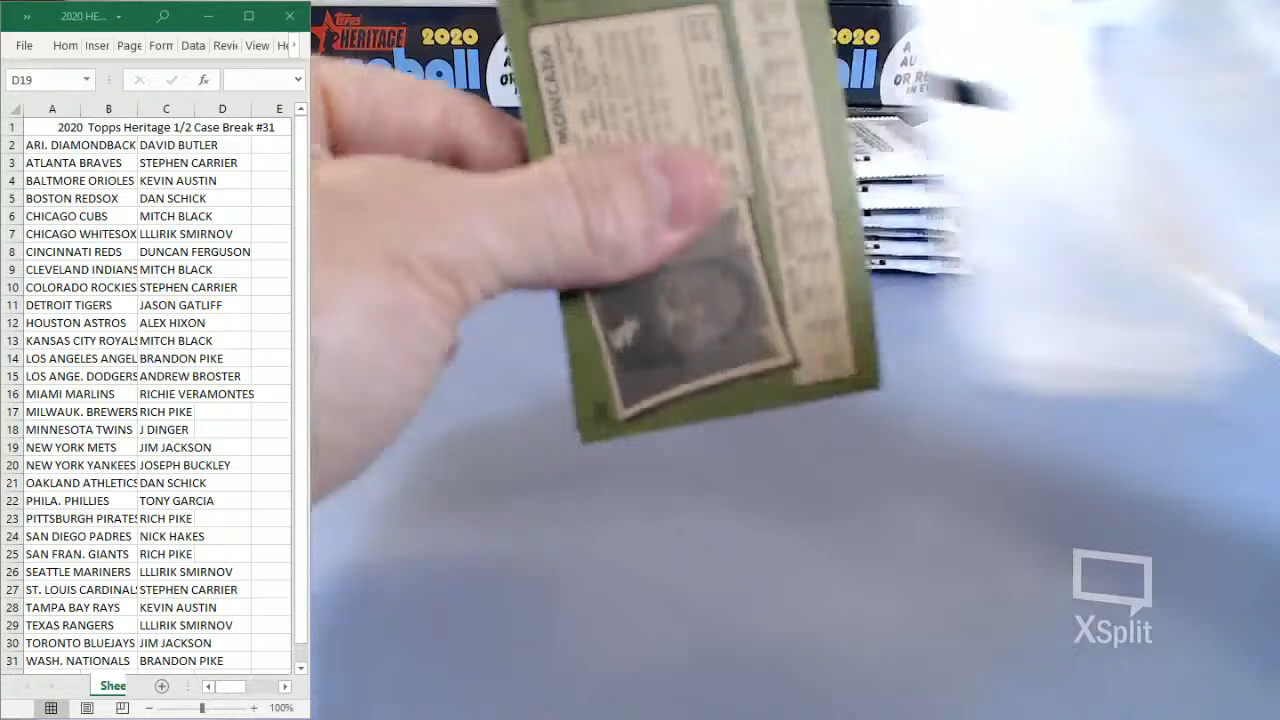 2020 HE...
File Hom Inser Page Form Data Revie View He
D19
fx
A B C D E
1 2020 Topps Heritage 1/2 Case Break #31
2 ARI. DIAMONDBACK DAVID BUTLER
3 ATLANTA BRAVES STEPHEN CARRIER
4 BALTMORE ORIOLES KEVIN AUSTIN
5 BOSTON REDSOX DAN SCHICK
6 CHICAGO CUBS MITCH BLACK
7 CHICAGO WHITESOX LLLIRIK SMIRNOV
8 CINCINNATI REDS DUNCAN FERGUSON
9 CLEVELAND INDIANS MITCH BLACK
10 COLORADO ROCKIES STEPHEN CARRIER
11 DETROIT TIGERS JASON GATLIFF
12 HOUSTON ASTROS ALEX HIXON
13 KANSAS CITY ROYALS MITCH BLACK
14 LOS ANGELES ANGEL BRANDON PIKE
15 LOS ANGE. DODGERS ANDREW BROSTER
16 MIAMI MARLINS RICHIE VERAMONTES
17 MILWAUK. BREWERS RICH PIKE
18 MINNESOTA TWINS J DINGER
19 NEW YORK METS JIM JACKSON
20 NEW YORK YANKEES JOSEPH BUCKLEY
21 OAKLAND ATHLETICS DAN SCHICK
22 PHILA. PHILLIES TONY GARCIA
23 PITTSBURGH PIRATES RICH PIKE
24 SAN DIEGO PADRES NICK HAKES
25 SAN FRAN. GIANTS RICH PIKE
26 SEATTLE MARINERS LLLIRIK SMIRNOV
27 ST. LOUIS CARDINALS STEPHEN CARRIER
28 TAMPA BAY RAYS KEVIN AUSTIN
29 TEXAS RANGERS LLLIRIK SMIRNOV
30 TORONTO BLUEJAYS JIM JACKSON
31 WASH. NATIONALS BRANDON PIKE
Shee
100%
Topps
HERITAGE 2020
2020
MONCADA
XSplit